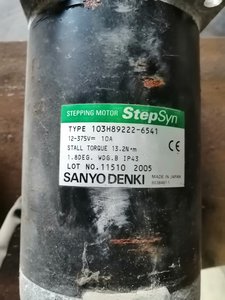 STEPPING MOTOR StepSyn
TYPE 103H89222-6541
12-375V⎓ 10A
STALL TORQUE 13.2N·m
1.8DEG. WDG.B IP43
LOT NO.11510 2005
SANYO DENKI
MADE IN JAPAN
CE